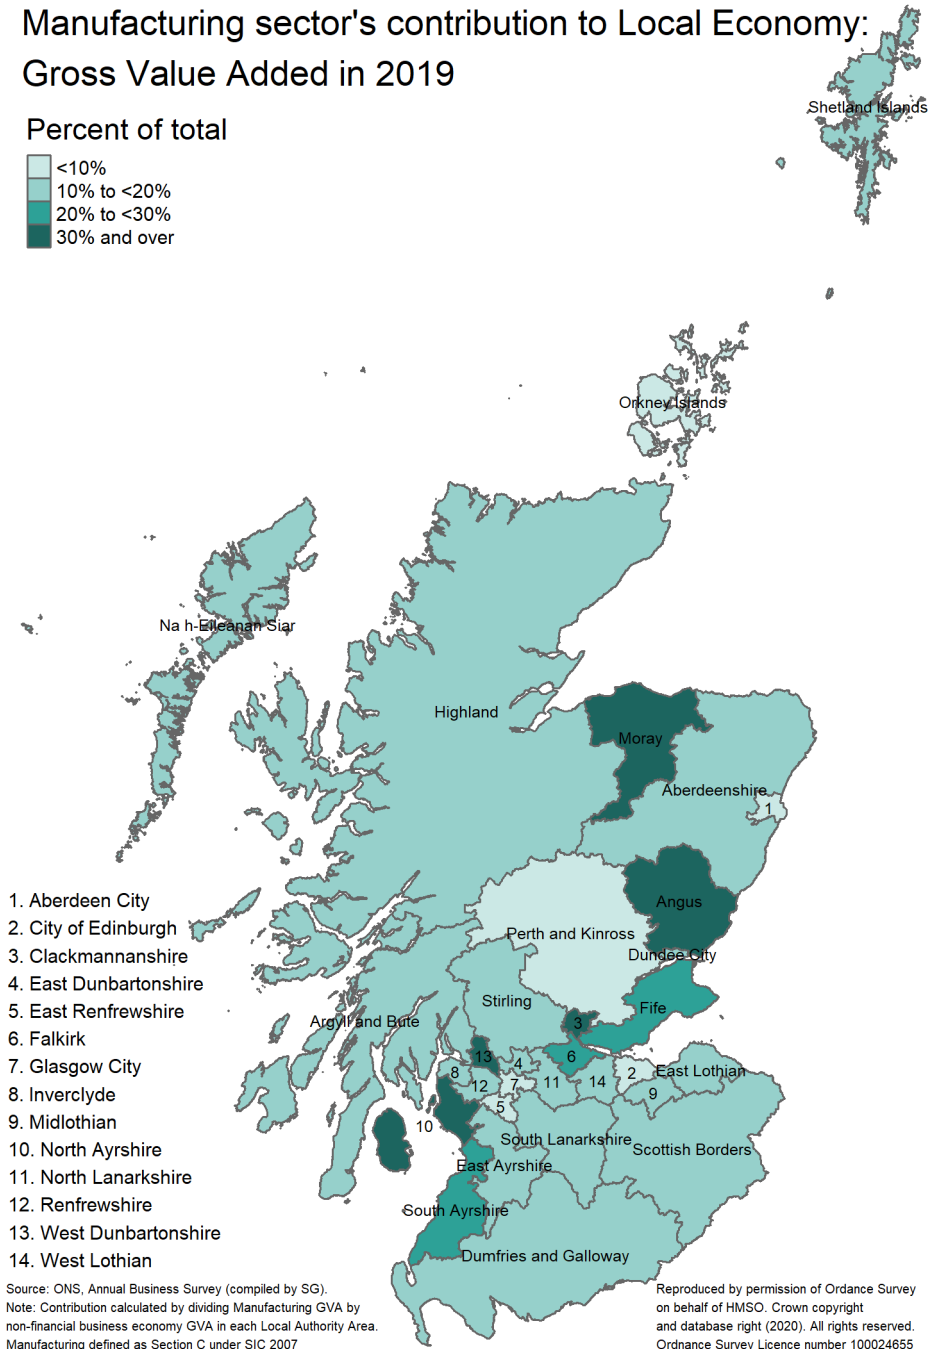 Manufacturing sector's contribution to Local Economy:
Gross Value Added in 2019
Percent of total
<10%
10% to <20%
20% to <30%
30% and over
Shetland Islands
Orkney Islands
Na h-Eileanan Siar
Highland
Moray
Aberdeenshire
1
Angus
Perth and Kinross
Dundee City
Stirling
Fife
Argyll and Bute
3
13
4
6
8
12
7
11
14
2
East Lothian
9
5
10
South Lanarkshire
Scottish Borders
East Ayrshire
South Ayrshire
Dumfries and Galloway
1. Aberdeen City
2. City of Edinburgh
3. Clackmannanshire
4. East Dunbartonshire
5. East Renfrewshire
6. Falkirk
7. Glasgow City
8. Inverclyde
9. Midlothian
10. North Ayrshire
11. North Lanarkshire
12. Renfrewshire
13. West Dunbartonshire
14. West Lothian
Source: ONS, Annual Business Survey (compiled by SG).
Note: Contribution calculated by dividing Manufacturing GVA by
non-financial business economy GVA in each Local Authority Area.
Manufacturing defined as Section C under SIC 2007
Reproduced by permission of Ordance Survey
on behalf of HMSO. Crown copyright
and database right (2020). All rights reserved.
Ordnance Survey Licence number 100024655